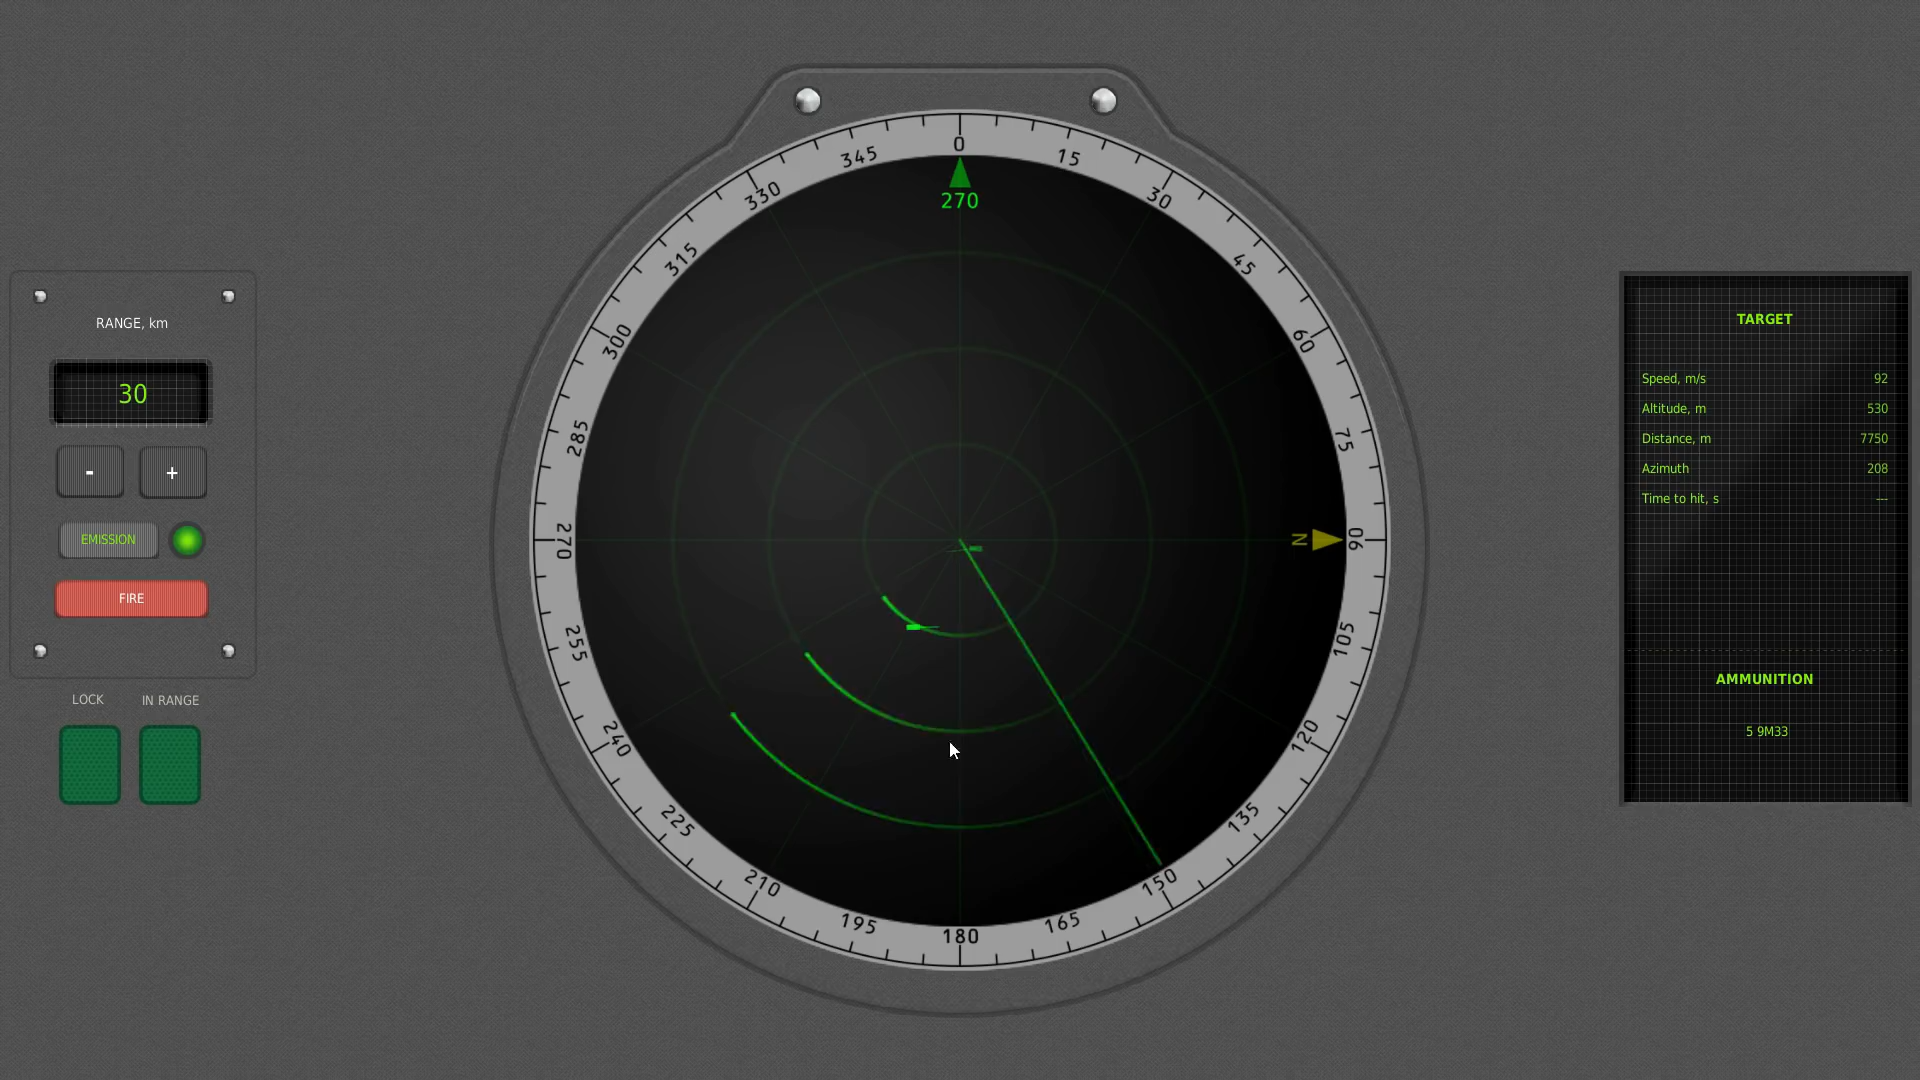 RANGE, km
30
-
+
EMISSION
FIRE
LOCK
IN RANGE
0
15
30
45
60
75
90
105
120
135
150
165
180
195
210
225
240
255
270
285
300
315
330
345
270
N
TARGET
Speed, m/s 92
Altitude, m 530
Distance, m 7750
Azimuth 208
Time to hit, s ---
AMMUNITION
5 9M33